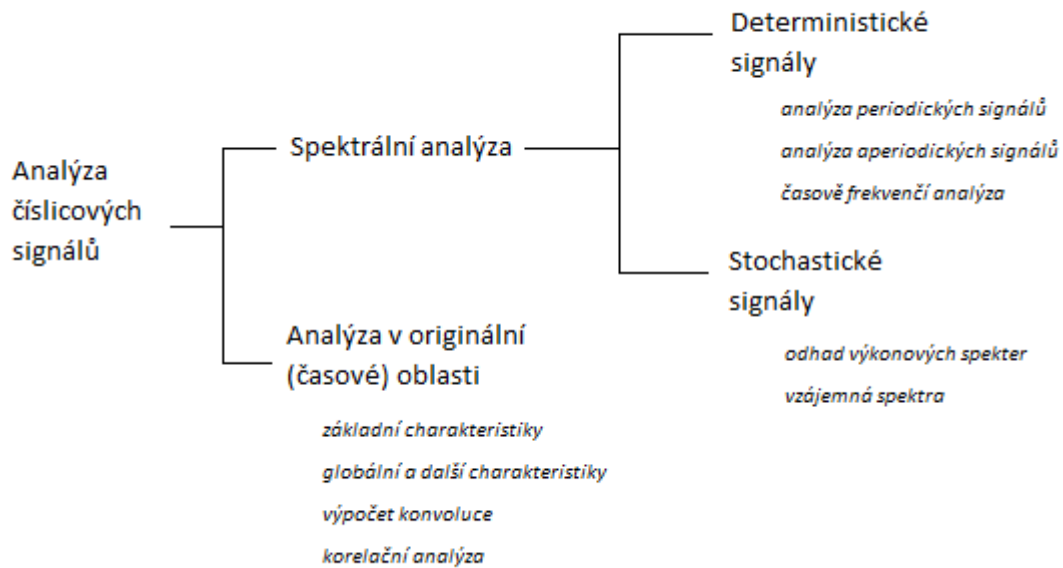 Analýza
číslicových
signálů
Spektrální analýza
Deterministické
signály
analýza periodických signálů
analýza aperiodických signálů
časově frekvenčí analýza
Stochastické
signály
odhad výkonových spekter
vzájemná spektra
Analýza v originální
(časové) oblasti
základní charakteristiky
globální a další charakteristiky
výpočet konvoluce
korelační analýza